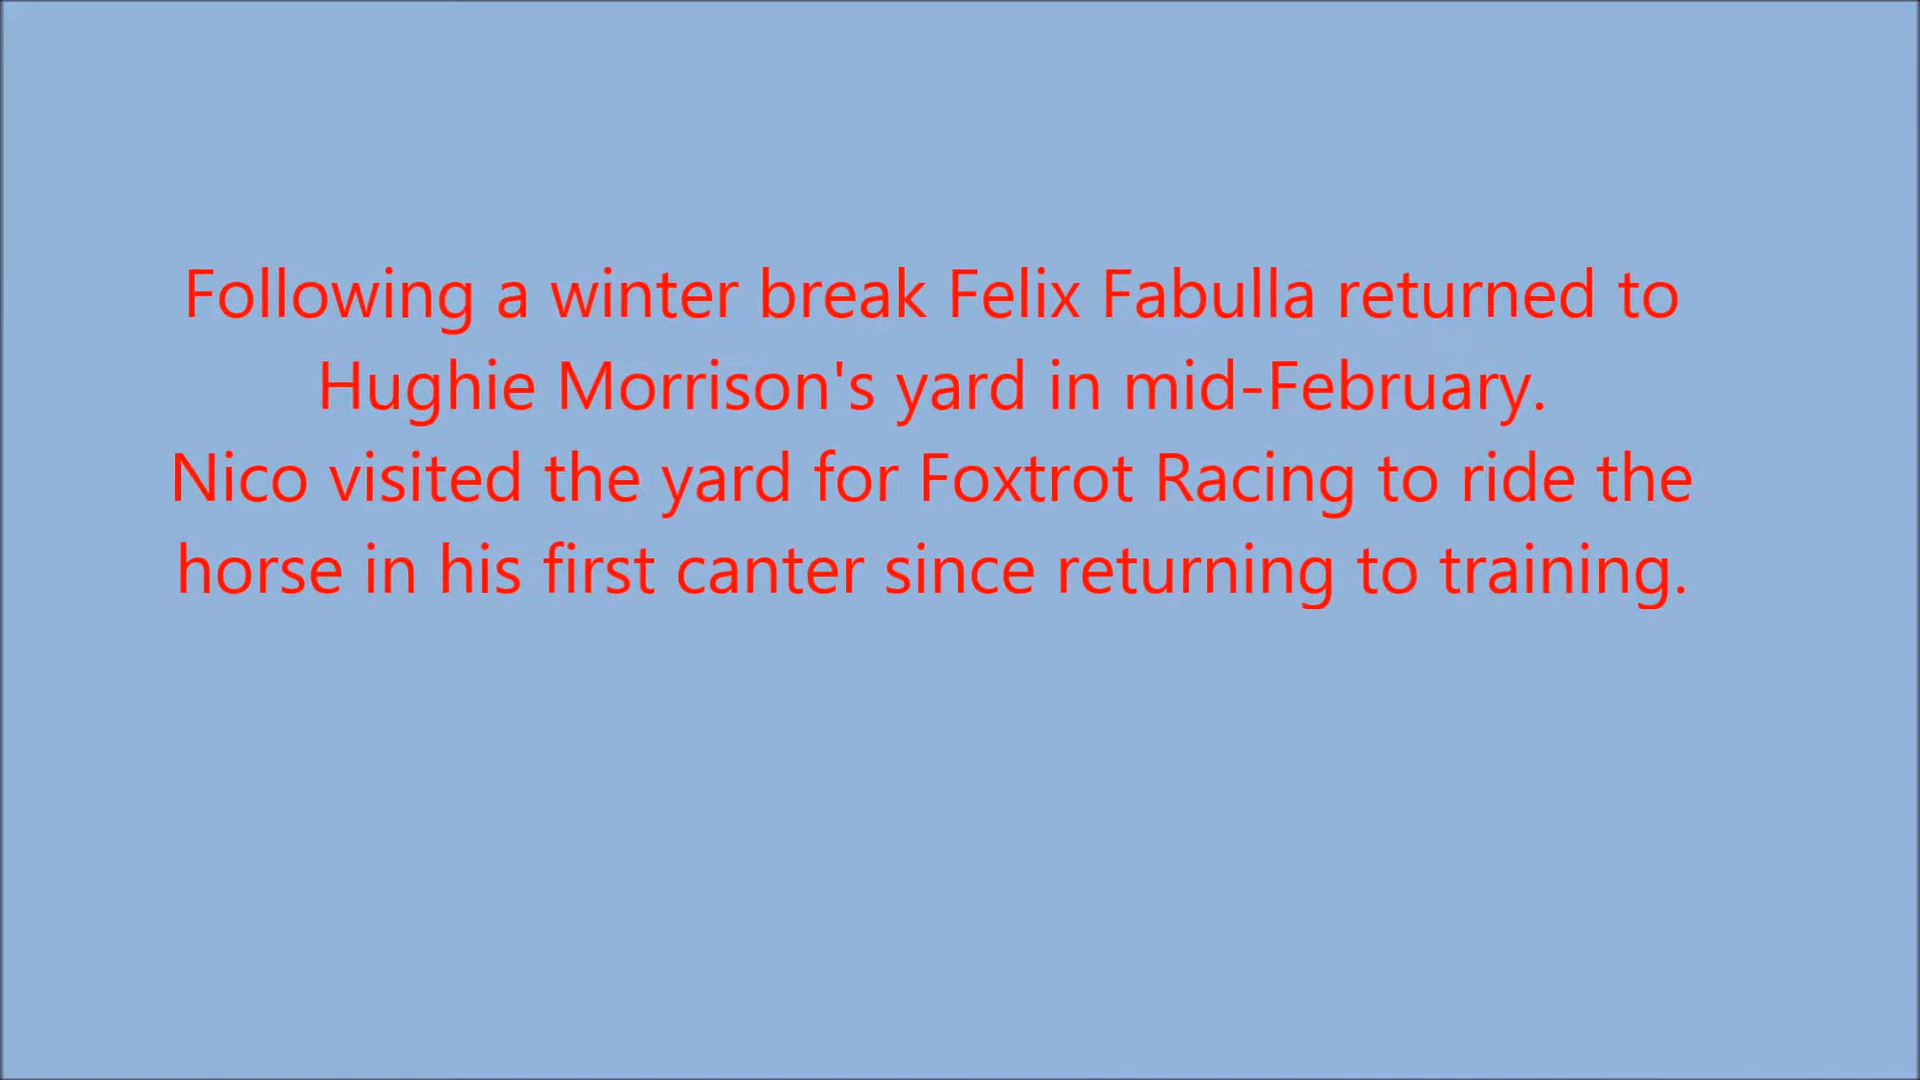 Following a winter break Felix Fabulla returned to
Hughie Morrison's yard in mid-February.
Nico visited the yard for Foxtrot Racing to ride the
horse in his first canter since returning to training.